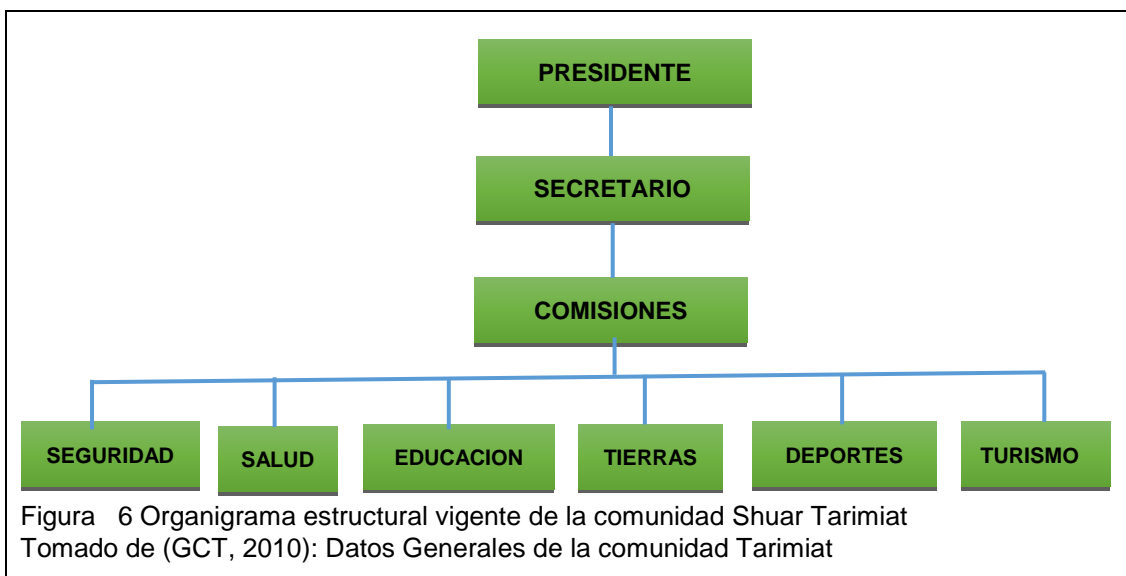 PRESIDENTE
SECRETARIO
COMISIONES
SEGURIDAD
SALUD
EDUCACION
TIERRAS
DEPORTES
TURISMO
Figura 6 Organigrama estructural vigente de la comunidad Shuar Tarimiat
Tomado de (GCT, 2010): Datos Generales de la comunidad Tarimiat